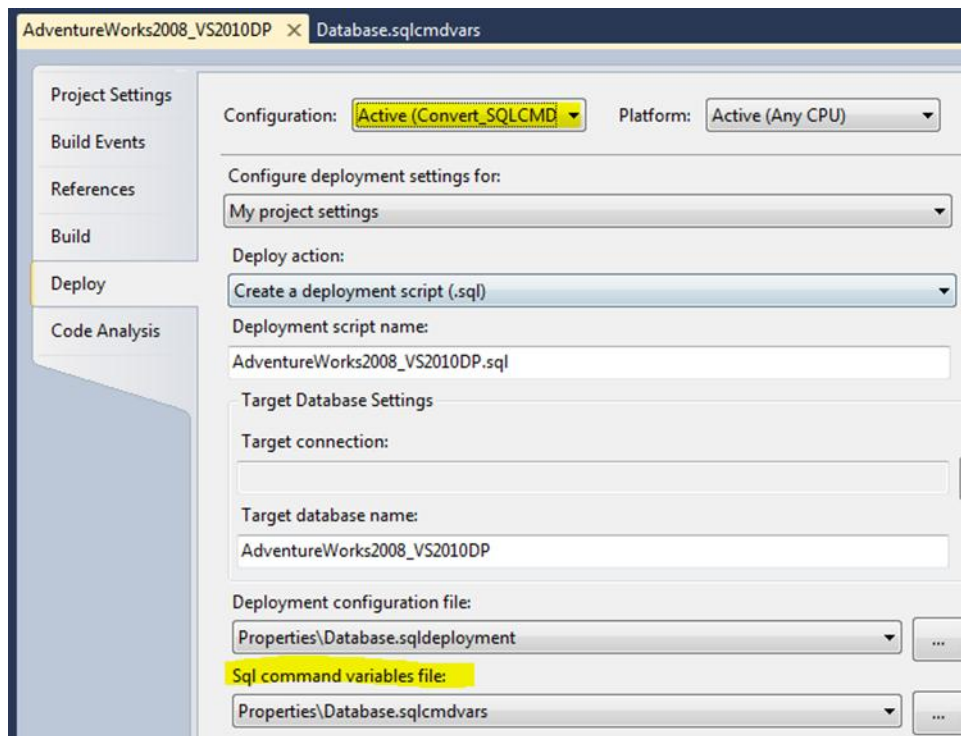 AdventureWorks2008_VS2010DP Database.sqlcmdvars
Project Settings
Build Events
References
Build
Deploy
Code Analysis
Configuration: Active (Convert_SQLCMD Platform: Active (Any CPU)
Configure deployment settings for:
My project settings
Deploy action:
Create a deployment script (.sql)
Deployment script name:
AdventureWorks2008_VS2010DP.sql
Target Database Settings
Target connection:
Target database name:
AdventureWorks2008_VS2010DP
Deployment configuration file:
Properties\Database.sqldeployment ...
Sql command variables file:
Properties\Database.sqlcmdvars ...